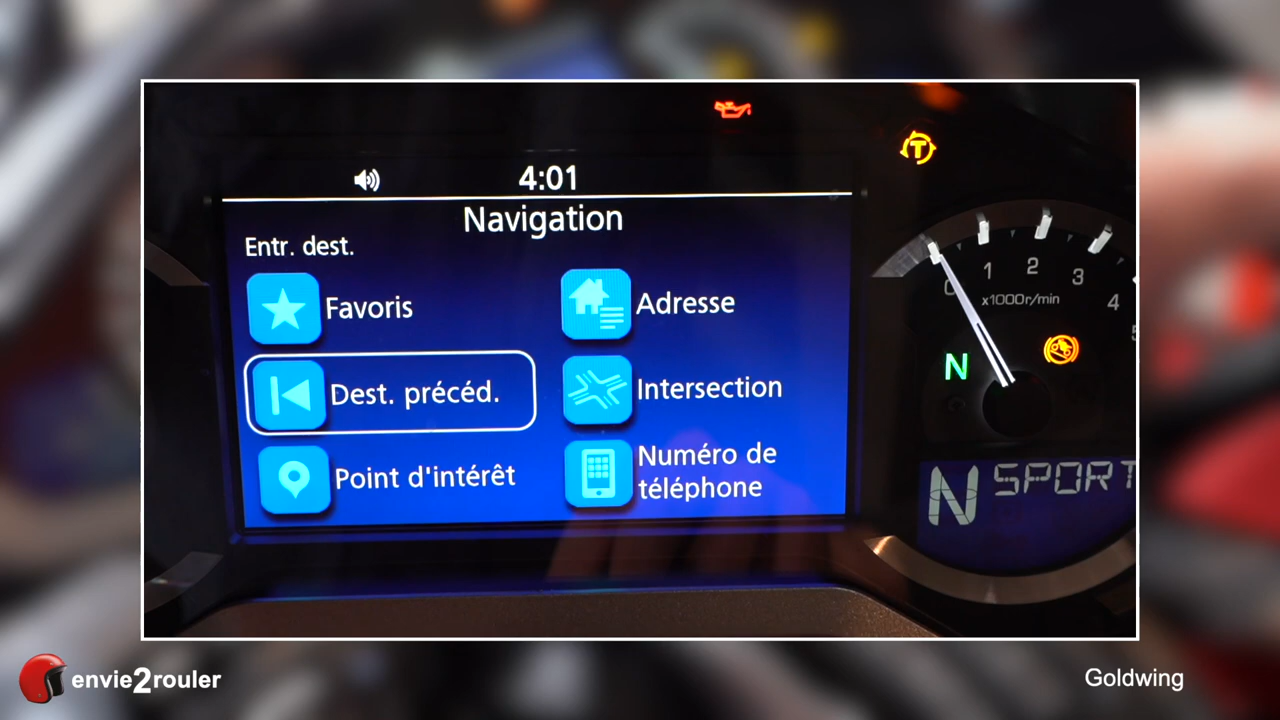 4:01
Navigation
Entr. dest.
Favoris
Adresse
Dest. précéd.
Intersection
Point d'intérêt
Numéro de
téléphone
T
0 1 2 3 4
x1000r/min
N
N SPORT
envie2rouler
Goldwing